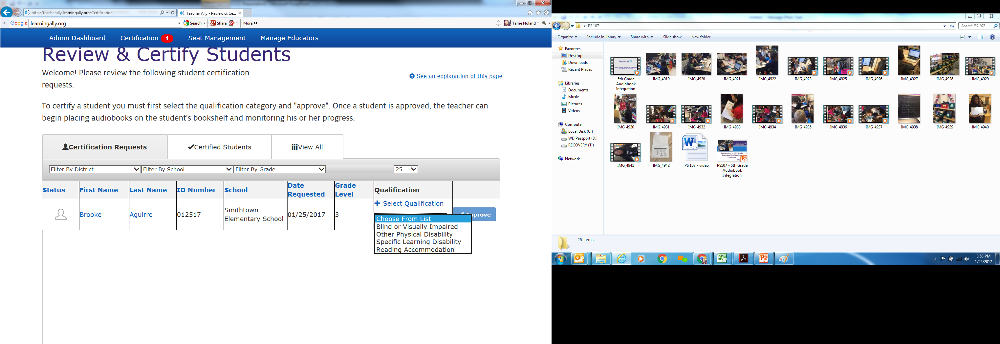 http://teacherally.learningally.org/Certification
Teacher Ally - Review & Ce...
Google
learningally.org
Search
Share
More »
Terrie Noland
Admin Dashboard
Certification 1
Seat Management
Manage Educators
Review & Certify Students
Welcome! Please review the following student certification
requests.
See an explanation of this page
To certify a student you must first select the qualification category and "approve". Once a student is approved, the teacher can
begin placing audiobooks on the student's bookshelf and monitoring his or her progress.
Certification Requests
Certified Students
View All
Filter By District
Filter By School
Filter By Grade
25
Status
First Name
Last Name
ID Number
School
Date
Requested
Grade
Level
Qualification
Select Qualification
Brooke
Aguirre
012517
Smithtown
Elementary School
01/25/2017
3
Approve
Choose From List
Blind or Visually Impaired
Other Physical Disability
Specific Learning Disability
Reading Accommodation
PS 107
Search PS 107
Organize
Include in library
Share with
Slide show
New folder
Favorites
Desktop
Downloads
Recent Places
Libraries
Documents
Music
Pictures
Videos
Computer
Local Disk (C:)
WD Passport (D:)
RECOVERY (T:)
Network
Learning Ally
5th Grade
Audiobook
Integration
IMG_4919
IMG_4920
IMG_4921
IMG_4922
IMG_4923
IMG_4925
IMG_4926
IMG_4927
IMG_4928
IMG_4929
IMG_4930
IMG_4931
IMG_4932
IMG_4933
IMG_4934
IMG_4935
IMG_4936
IMG_4937
IMG_4938
IMG_4939
IMG_4940
IMG_4941
IMG_4942
PS 107 - video
PS107 - 5th Grade
Audiobook
Integration
26 items
3:58 PM
1/25/2017